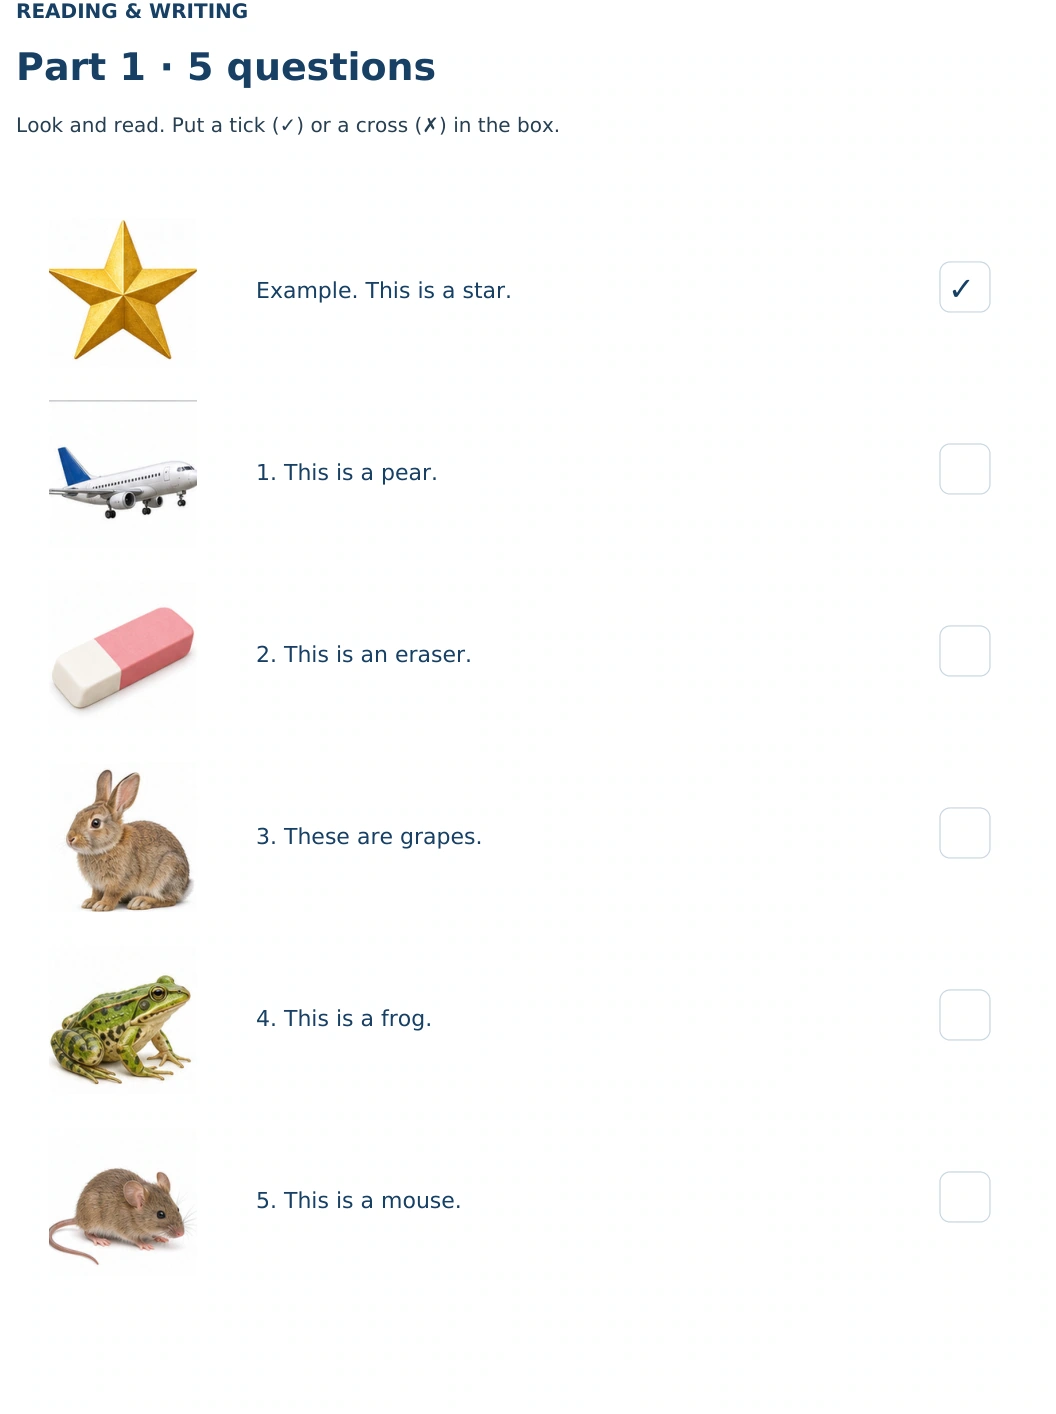 READING & WRITING
Part 1 · 5 questions
Look and read. Put a tick (✓) or a cross (✗) in the box.
Example. This is a star.
✓
1. This is a pear.
2. This is an eraser.
3. These are grapes.
4. This is a frog.
5. This is a mouse.